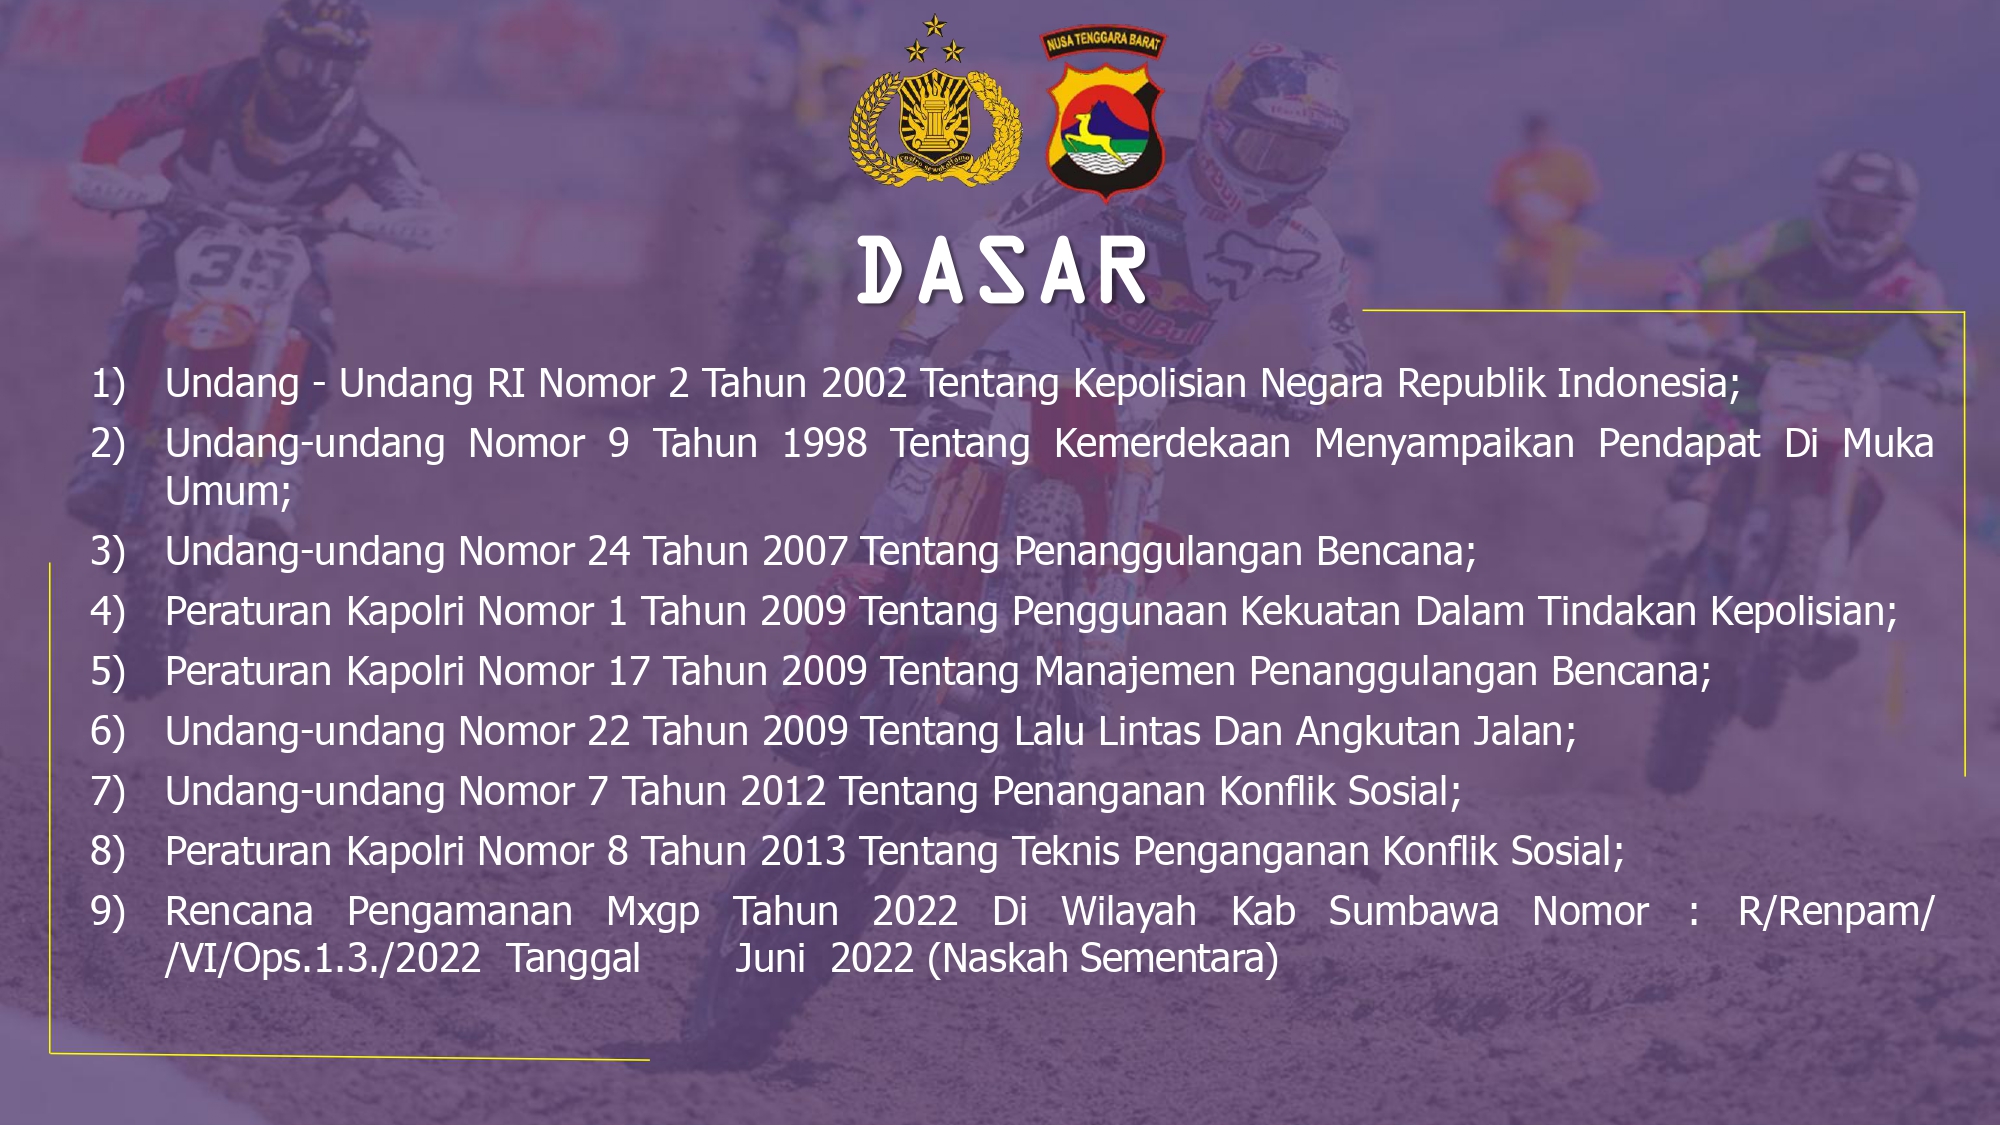 NUSA TENGGARA BARAT
DASAR
1) Undang - Undang RI Nomor 2 Tahun 2002 Tentang Kepolisian Negara Republik Indonesia;
2) Undang-undang Nomor 9 Tahun 1998 Tentang Kemerdekaan Menyampaikan Pendapat Di Muka
Umum;
3) Undang-undang Nomor 24 Tahun 2007 Tentang Penanggulangan Bencana;
4) Peraturan Kapolri Nomor 1 Tahun 2009 Tentang Penggunaan Kekuatan Dalam Tindakan Kepolisian;
5) Peraturan Kapolri Nomor 17 Tahun 2009 Tentang Manajemen Penanggulangan Bencana;
6) Undang-undang Nomor 22 Tahun 2009 Tentang Lalu Lintas Dan Angkutan Jalan;
7) Undang-undang Nomor 7 Tahun 2012 Tentang Penanganan Konflik Sosial;
8) Peraturan Kapolri Nomor 8 Tahun 2013 Tentang Teknis Penganganan Konflik Sosial;
9) Rencana Pengamanan Mxgp Tahun 2022 Di Wilayah Kab Sumbawa Nomor : R/Renpam/
/VI/Ops.1.3./2022 Tanggal Juni 2022 (Naskah Sementara)
35
RedBull
FOX